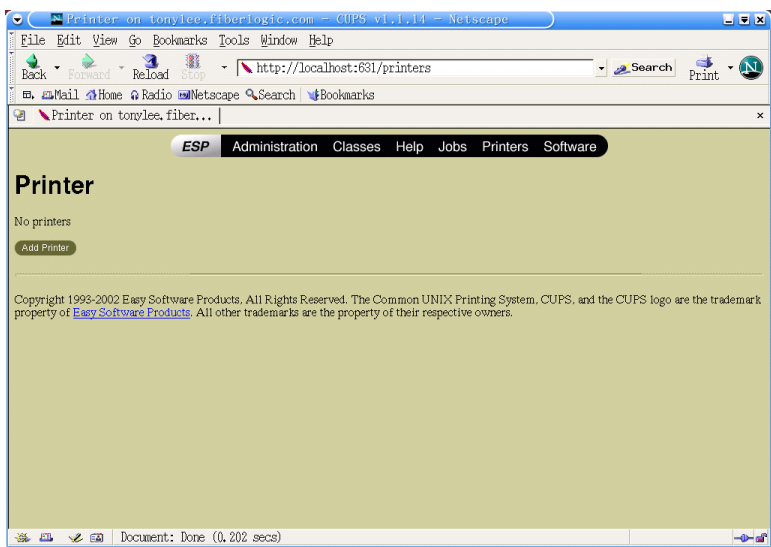 Printer on tonylee.fiberlogic.com - CUPS v1.1.14 - Netscape
File Edit View Go Bookmarks Tools Window Help
Back Forward Reload Stop http://localhost:631/printers Search Print N
Mail Home Radio Netscape Search Bookmarks
Printer on tonylee.fiber...
ESP Administration Classes Help Jobs Printers Software
Printer
No printers
Add Printer
Copyright 1993-2002 Easy Software Products, All Rights Reserved. The Common UNIX Printing System, CUPS, and the CUPS logo are the trademark
property of Easy Software Products. All other trademarks are the property of their respective owners.
Document: Done (0.202 secs)